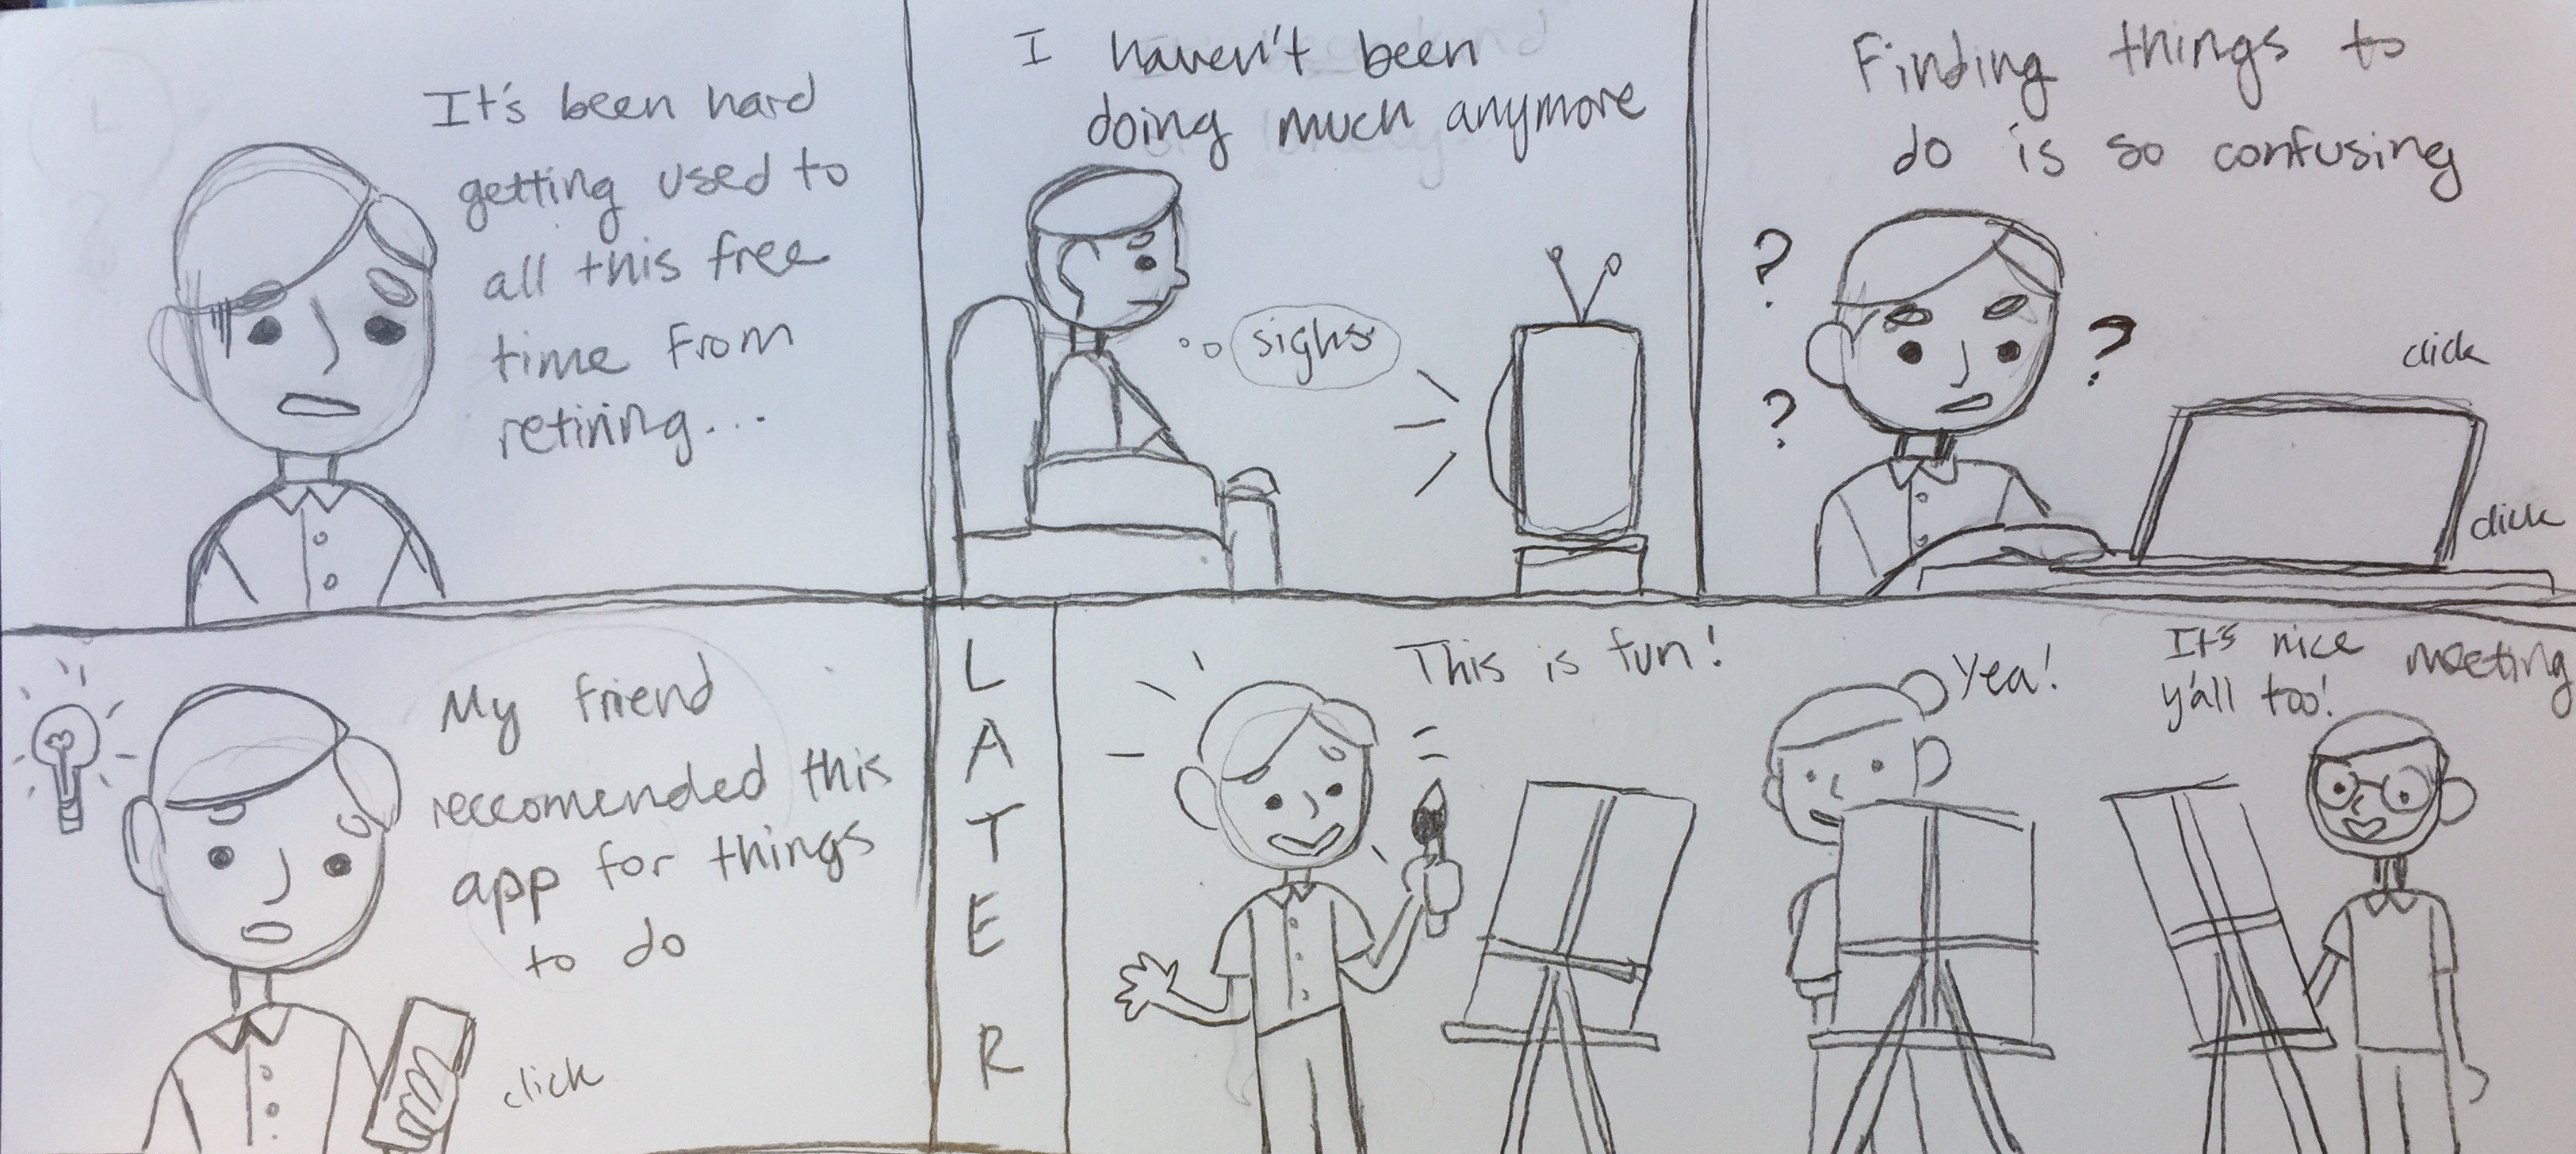 It's been hard
getting used to
all this free
time from
retiring...
I haven't been
doing much anymore
sighs
Finding things to
do is so confusing
?
?
?
click
click
My friend
reccomended this
app for things
to do
click
L
A
T
E
R
This is fun!
Yea!
It's nice meeting
y'all too!